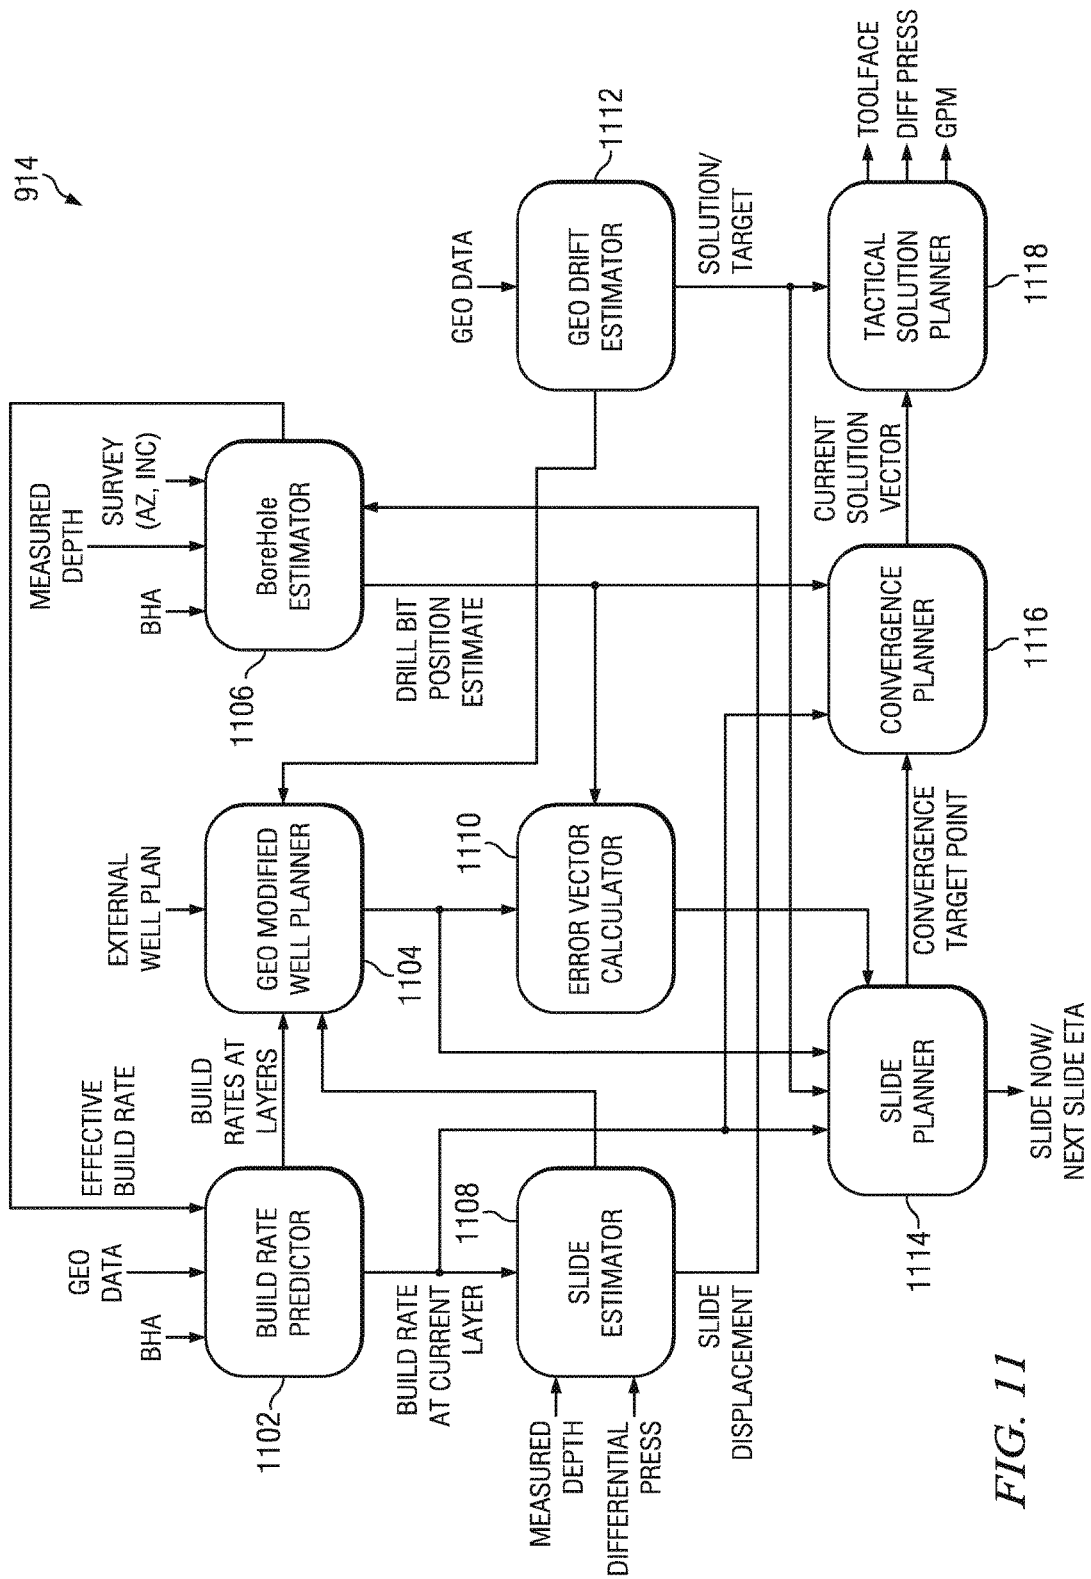 914
EFFECTIVE
BUILD RATE
GEO
DATA
BHA
BUILD RATE
PREDICTOR
1102
BUILD
RATES AT
LAYERS
EXTERNAL
WELL PLAN
GEO MODIFIED
WELL PLANNER
1104
MEASURED
DEPTH
SURVEY
(AZ, INC)
BHA
BoreHole
ESTIMATOR
1106
BUILD RATE
AT CURRENT
LAYER
MEASURED
DEPTH
DIFFERENTIAL
PRESS
SLIDE
ESTIMATOR
1108
SLIDE
DISPLACEMENT
ERROR VECTOR
CALCULATOR
1110
DRILL BIT
POSITION
ESTIMATE
GEO DATA
GEO DRIFT
ESTIMATOR
1112
SOLUTION/
TARGET
SLIDE
PLANNER
1114
SLIDE NOW/
NEXT SLIDE ETA
CONVERGENCE
TARGET POINT
CONVERGENCE
PLANNER
1116
CURRENT
SOLUTION
VECTOR
TACTICAL
SOLUTION
PLANNER
1118
TOOLFACE
DIFF PRESS
GPM
FIG. 11